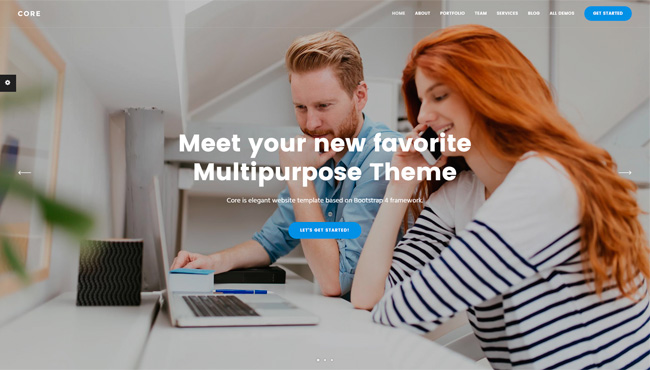 CORE
HOME ABOUT PORTFOLIO TEAM SERVICES BLOG ALL DEMOS GET STARTED
Meet your new favorite
Multipurpose Theme
Core is elegant website template based on Bootstrap 4 framework.
LET'S GET STARTED!